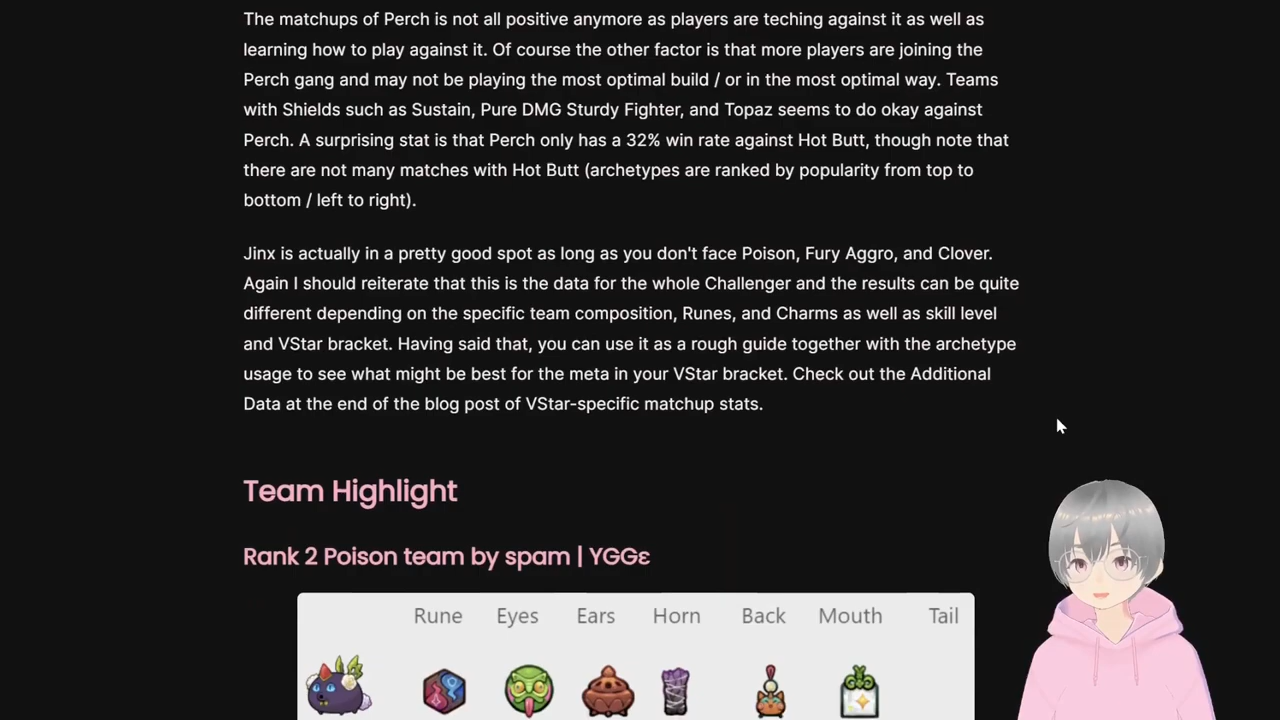 The matchups of Perch is not all positive anymore as players are teching against it as well as
learning how to play against it. Of course the other factor is that more players are joining the
Perch gang and may not be playing the most optimal build / or in the most optimal way. Teams
with Shields such as Sustain, Pure DMG Sturdy Fighter, and Topaz seems to do okay against
Perch. A surprising stat is that Perch only has a 32% win rate against Hot Butt, though note that
there are not many matches with Hot Butt (archetypes are ranked by popularity from top to
bottom / left to right).
Jinx is actually in a pretty good spot as long as you don't face Poison, Fury Aggro, and Clover.
Again I should reiterate that this is the data for the whole Challenger and the results can be quite
different depending on the specific team composition, Runes, and Charms as well as skill level
and VStar bracket. Having said that, you can use it as a rough guide together with the archetype
usage to see what might be best for the meta in your VStar bracket. Check out the Additional
Data at the end of the blog post of VStar-specific matchup stats.
Team Highlight
Rank 2 Poison team by spam | YGGε
Rune Eyes Ears Horn Back Mouth Tail